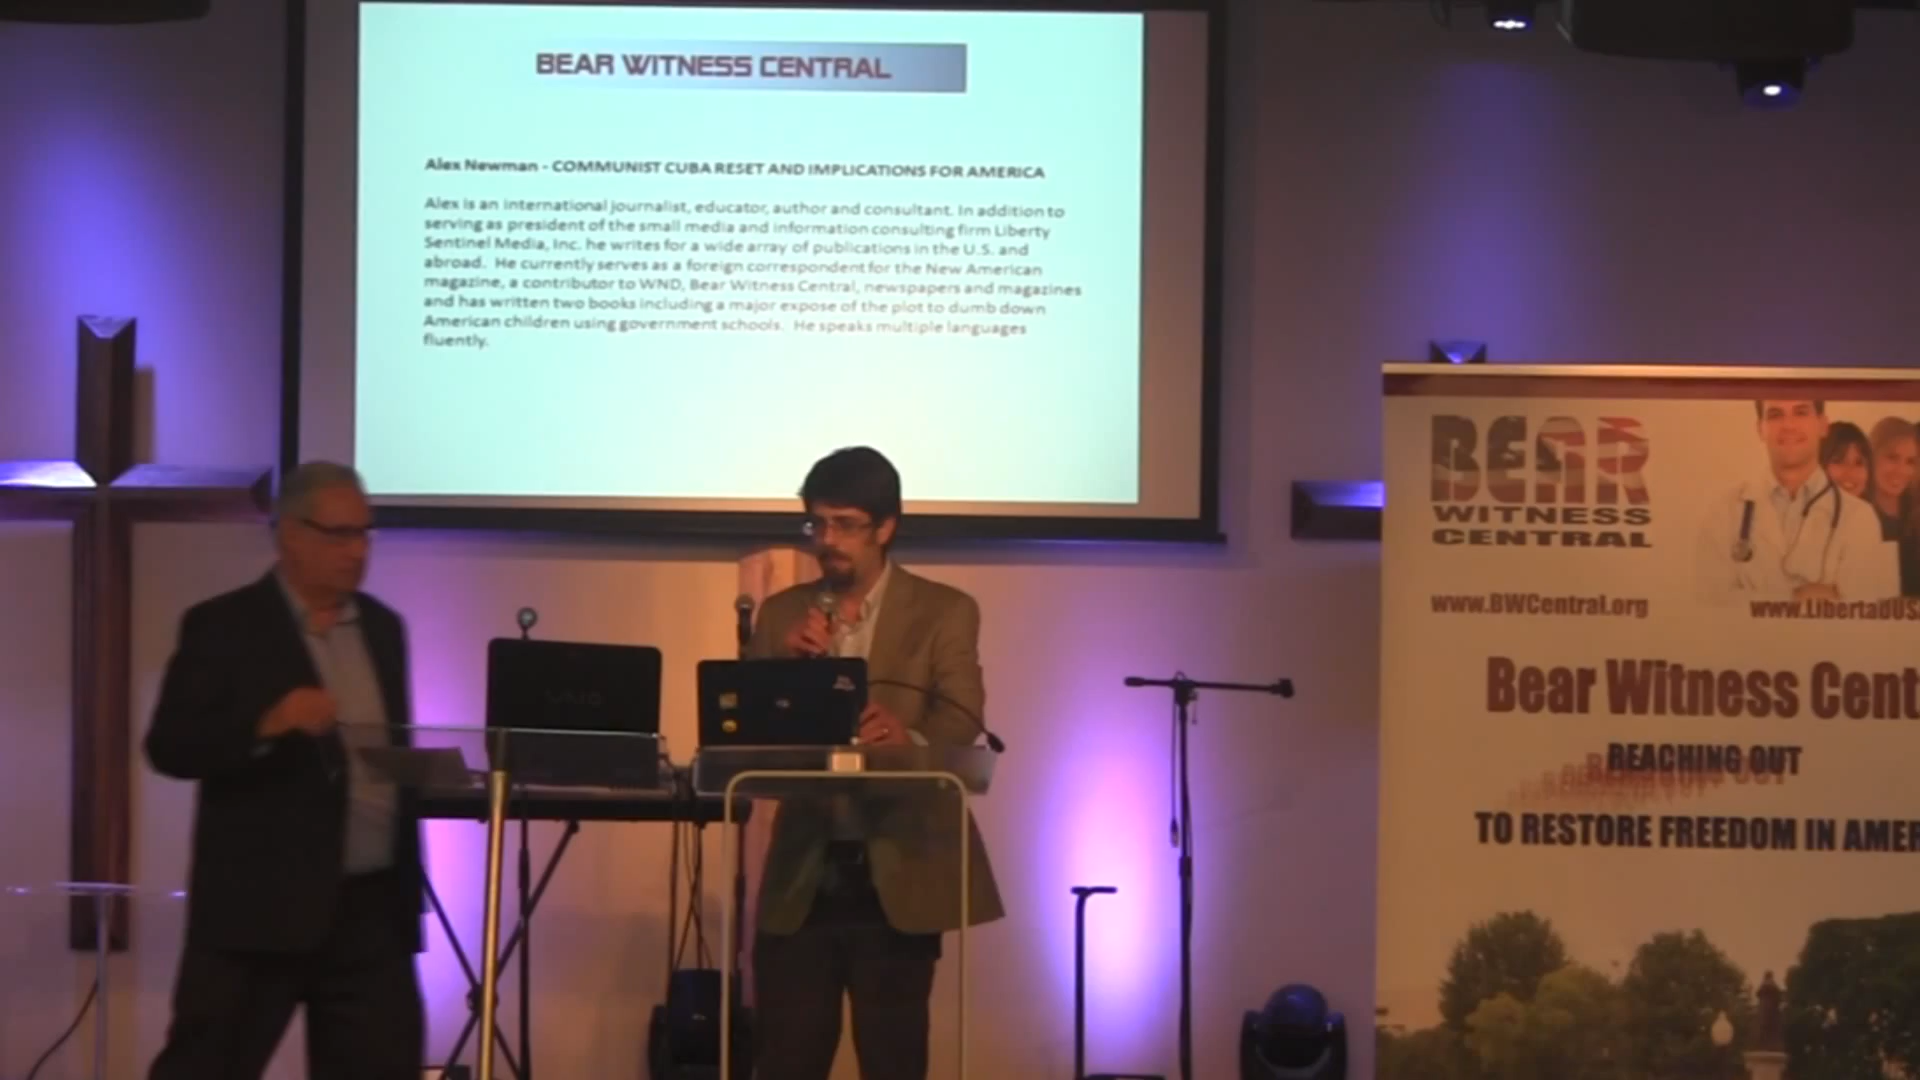 BEAR WITNESS CENTRAL
Alex Newman - COMMUNIST CUBA RESET AND IMPLICATIONS FOR AMERICA
Alex is an international journalist, educator, author and consultant. In addition to
serving as president of the small media and information consulting firm Liberty
Sentinel Media, Inc. he writes for a wide array of publications in the U.S. and
abroad. He currently serves as a foreign correspondent for the New American
magazine, a contributor to WND, Bear Witness Central, newspapers and magazines
and has written two books including a major expose of the plot to dumb down
American children using government schools. He speaks multiple languages
fluently.
BEAR
WITNESS
CENTRAL
www.BWCentral.org www.LibertadUS
Bear Witness Cent
REACHING OUT
TO RESTORE FREEDOM IN AMER